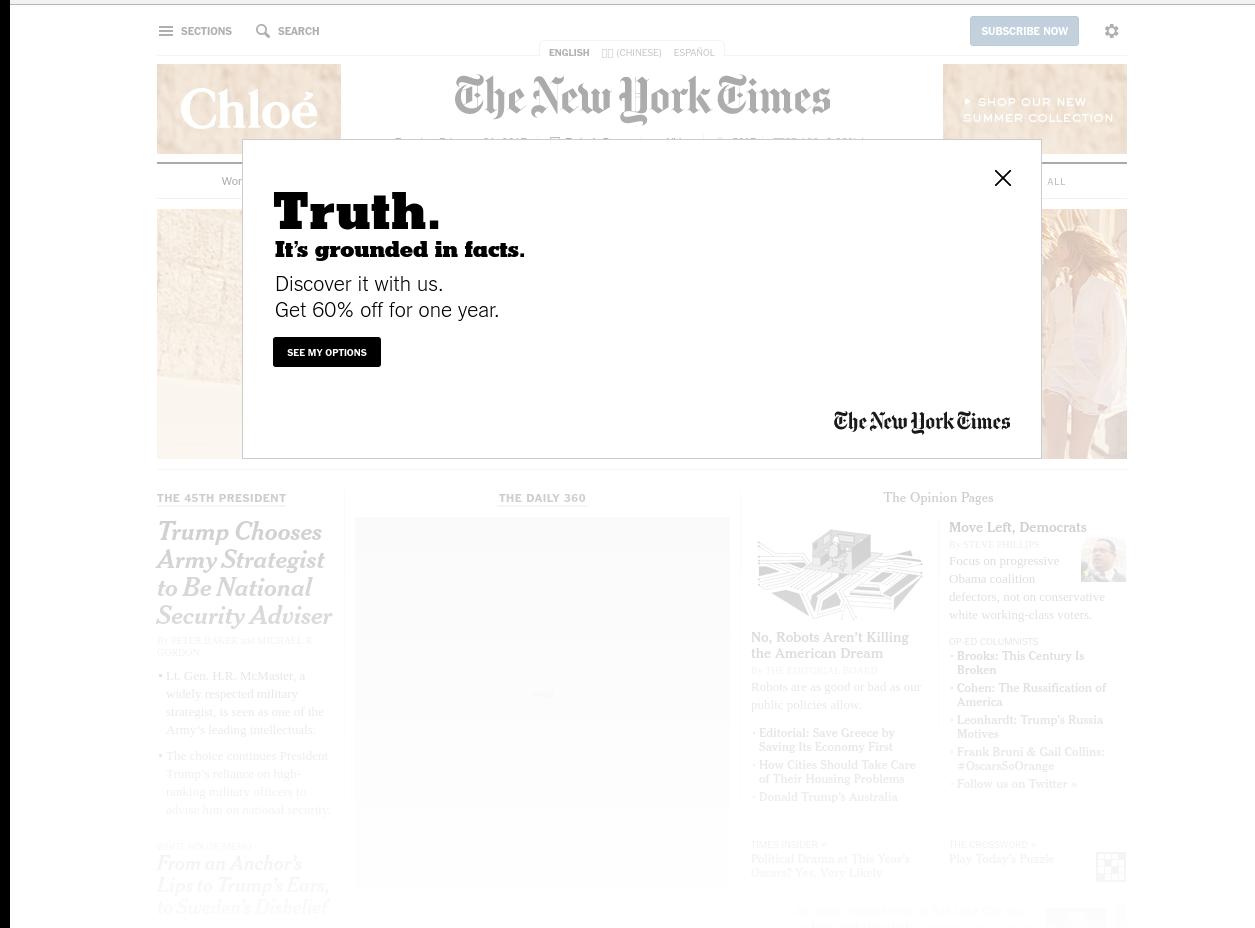 SECTIONS
SEARCH
SUBSCRIBE NOW
ENGLISH
(CHINESE)
ESPAÑOL
Chloé
The New York Times
SHOP OUR NEW
SUMMER COLLECTION
Wor
ALL
Truth.
It's grounded in facts.
Discover it with us.
Get 60% off for one year.
SEE MY OPTIONS
The New York Times
THE 45TH PRESIDENT
Trump Chooses
Army Strategist
to Be National
Security Adviser
By PETER BAKER and MICHAEL R.
GORDON
• Lt. Gen. H.R. McMaster, a
widely respected military
strategist, is seen as one of the
Army's leading intellectuals.
• The choice continues President
Trump's reliance on high-
ranking military officers to
advise him on national security.
WHITE HOUSE MEMO
From an Anchor's
Lips to Trump's Ears,
to Sweden's Disbelief
THE DAILY 360
The Opinion Pages
No, Robots Aren't Killing
the American Dream
By THE EDITORIAL BOARD
Robots are as good or bad as our
public policies allow.
· Editorial: Save Greece by
Saving Its Economy First
· How Cities Should Take Care
of Their Housing Problems
· Donald Trump's Australia
Move Left, Democrats
By STEVE PHILLIPS
Focus on progressive
Obama coalition
defectors, not on conservative
white working-class voters.
OP-ED COLUMNISTS
· Brooks: This Century Is
Broken
· Cohen: The Russification of
America
· Leonhardt: Trump's Russia
Motives
· Frank Bruni & Gail Collins:
#OscarsSoOrange
· Follow us on Twitter »
TIMES INSIDER »
Political Drama at This Year's
Oscars? Yes, Very Likely
THE CROSSWORD »
Play Today's Puzzle